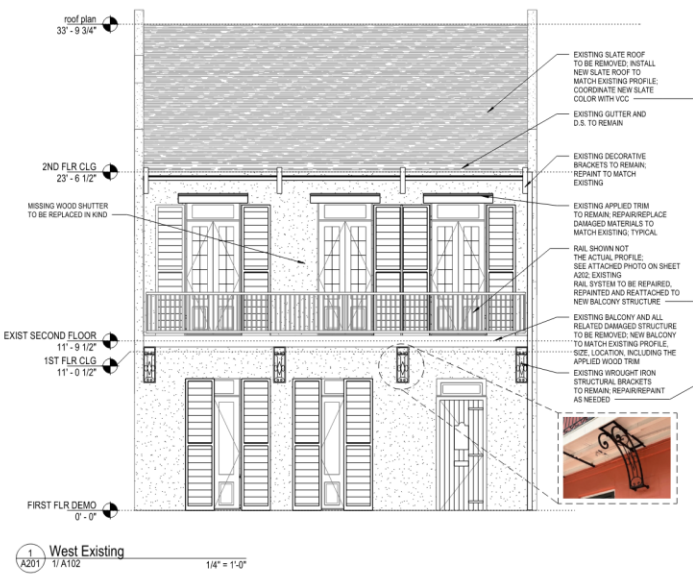 roof plan
33' - 9 3/4"
2ND FLR CLG
23' - 6 1/2"
MISSING WOOD SHUTTER
TO BE REPLACED IN KIND
EXIST SECOND FLOOR
11' - 9 1/2"
1ST FLR CLG
11' - 0 1/2"
FIRST FLR DEMO
0' - 0"
EXISTING SLATE ROOF
TO BE REMOVED; INSTALL
NEW SLATE ROOF TO
MATCH EXISTING PROFILE;
COORDINATE NEW SLATE
COLOR WITH VCC
EXISTING GUTTER AND
D.S. TO REMAIN
EXISTING DECORATIVE
BRACKETS TO REMAIN;
REPAINT TO MATCH
EXISTING
EXISTING APPLIED TRIM
TO REMAIN; REPAIR/REPLACE
DAMAGED MATERIALS TO
MATCH EXISTING; TYPICAL
RAIL SHOWN NOT
THE ACTUAL PROFILE;
SEE ATTACHED PHOTO ON SHEET
A202; EXISTING
RAIL SYSTEM TO BE REPAIRED,
REPAINTED AND REATTACHED TO
NEW BALCONY STRUCTURE
EXISTING BALCONY AND ALL
RELATED DAMAGED STRUCTURE
TO BE REMOVED; NEW BALCONY
TO MATCH EXISTING PROFILE,
SIZE, LOCATION, INCLUDING THE
APPLIED WOOD TRIM
EXISTING WROUGHT IRON
STRUCTURAL BRACKETS
TO REMAIN; REPAIR/REPAINT
AS NEEDED
1
A201
West Existing
1/ A102
1/4" = 1'-0"